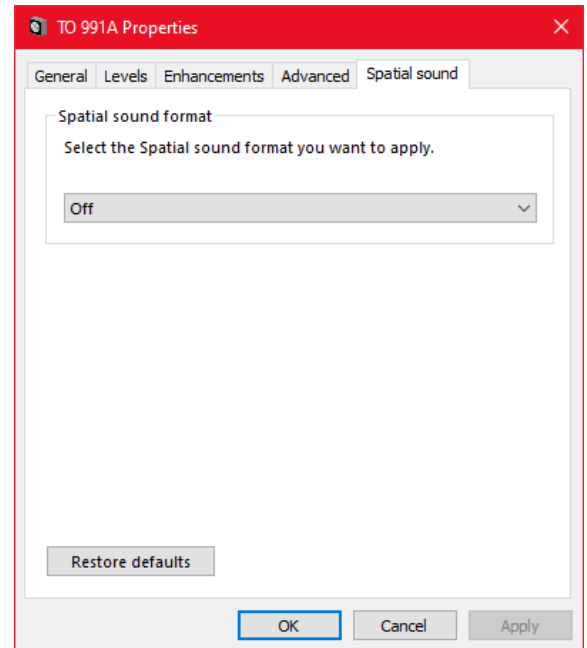 TO 991A Properties
General Levels Enhancements Advanced Spatial sound
Spatial sound format
Select the Spatial sound format you want to apply.
Off
Restore defaults
OK Cancel Apply